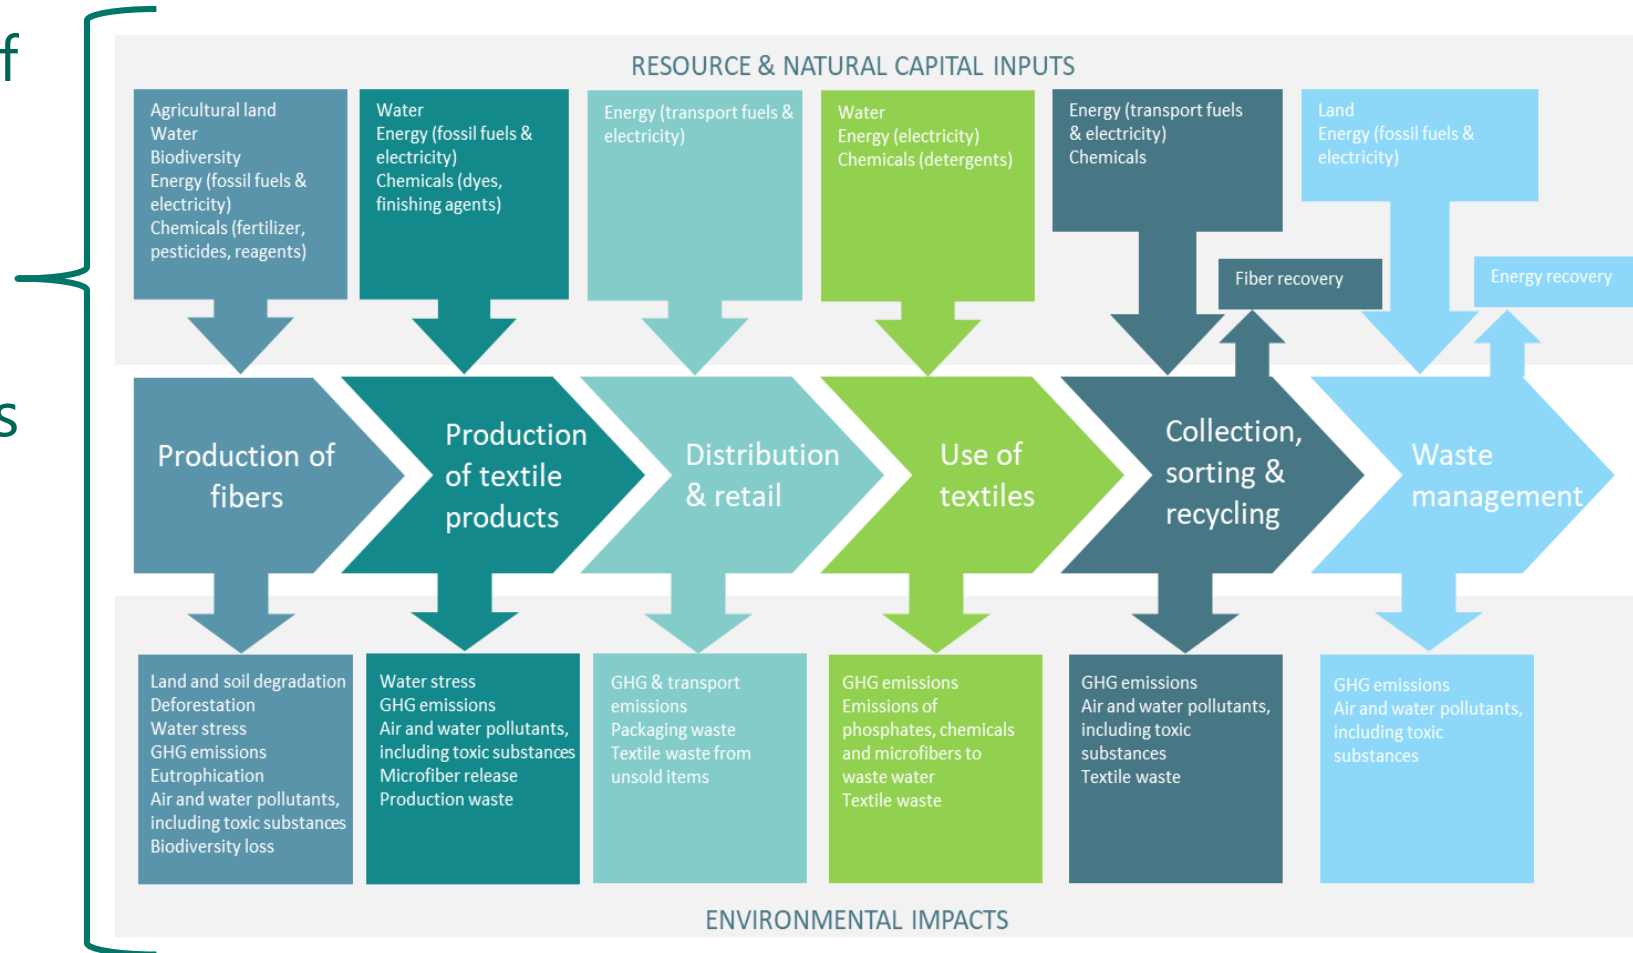 f
s
RESOURCE & NATURAL CAPITAL INPUTS
Agricultural land
Water
Biodiversity
Energy (fossil fuels &
electricity)
Chemicals (fertilizer,
pesticides, reagents)
Water
Energy (fossil fuels &
electricity)
Chemicals (dyes,
finishing agents)
Energy (transport fuels &
electricity)
Water
Energy (electricity)
Chemicals (detergents)
Energy (transport fuels
& electricity)
Chemicals
Land
Energy (fossil fuels &
electricity)
Fiber recovery
Energy recovery
Production of
fibers
Production
of textile
products
Distribution
& retail
Use of
textiles
Collection,
sorting &
recycling
Waste
management
Land and soil degradation
Deforestation
Water stress
GHG emissions
Eutrophication
Air and water pollutants,
including toxic substances
Biodiversity loss
Water stress
GHG emissions
Air and water pollutants,
including toxic substances
Microfiber release
Production waste
GHG & transport
emissions
Packaging waste
Textile waste from
unsold items
GHG emissions
Emissions of
phosphates, chemicals
and microfibers to
waste water
Textile waste
GHG emissions
Air and water pollutants,
including toxic
substances
Textile waste
GHG emissions
Air and water pollutants,
including toxic
substances
ENVIRONMENTAL IMPACTS